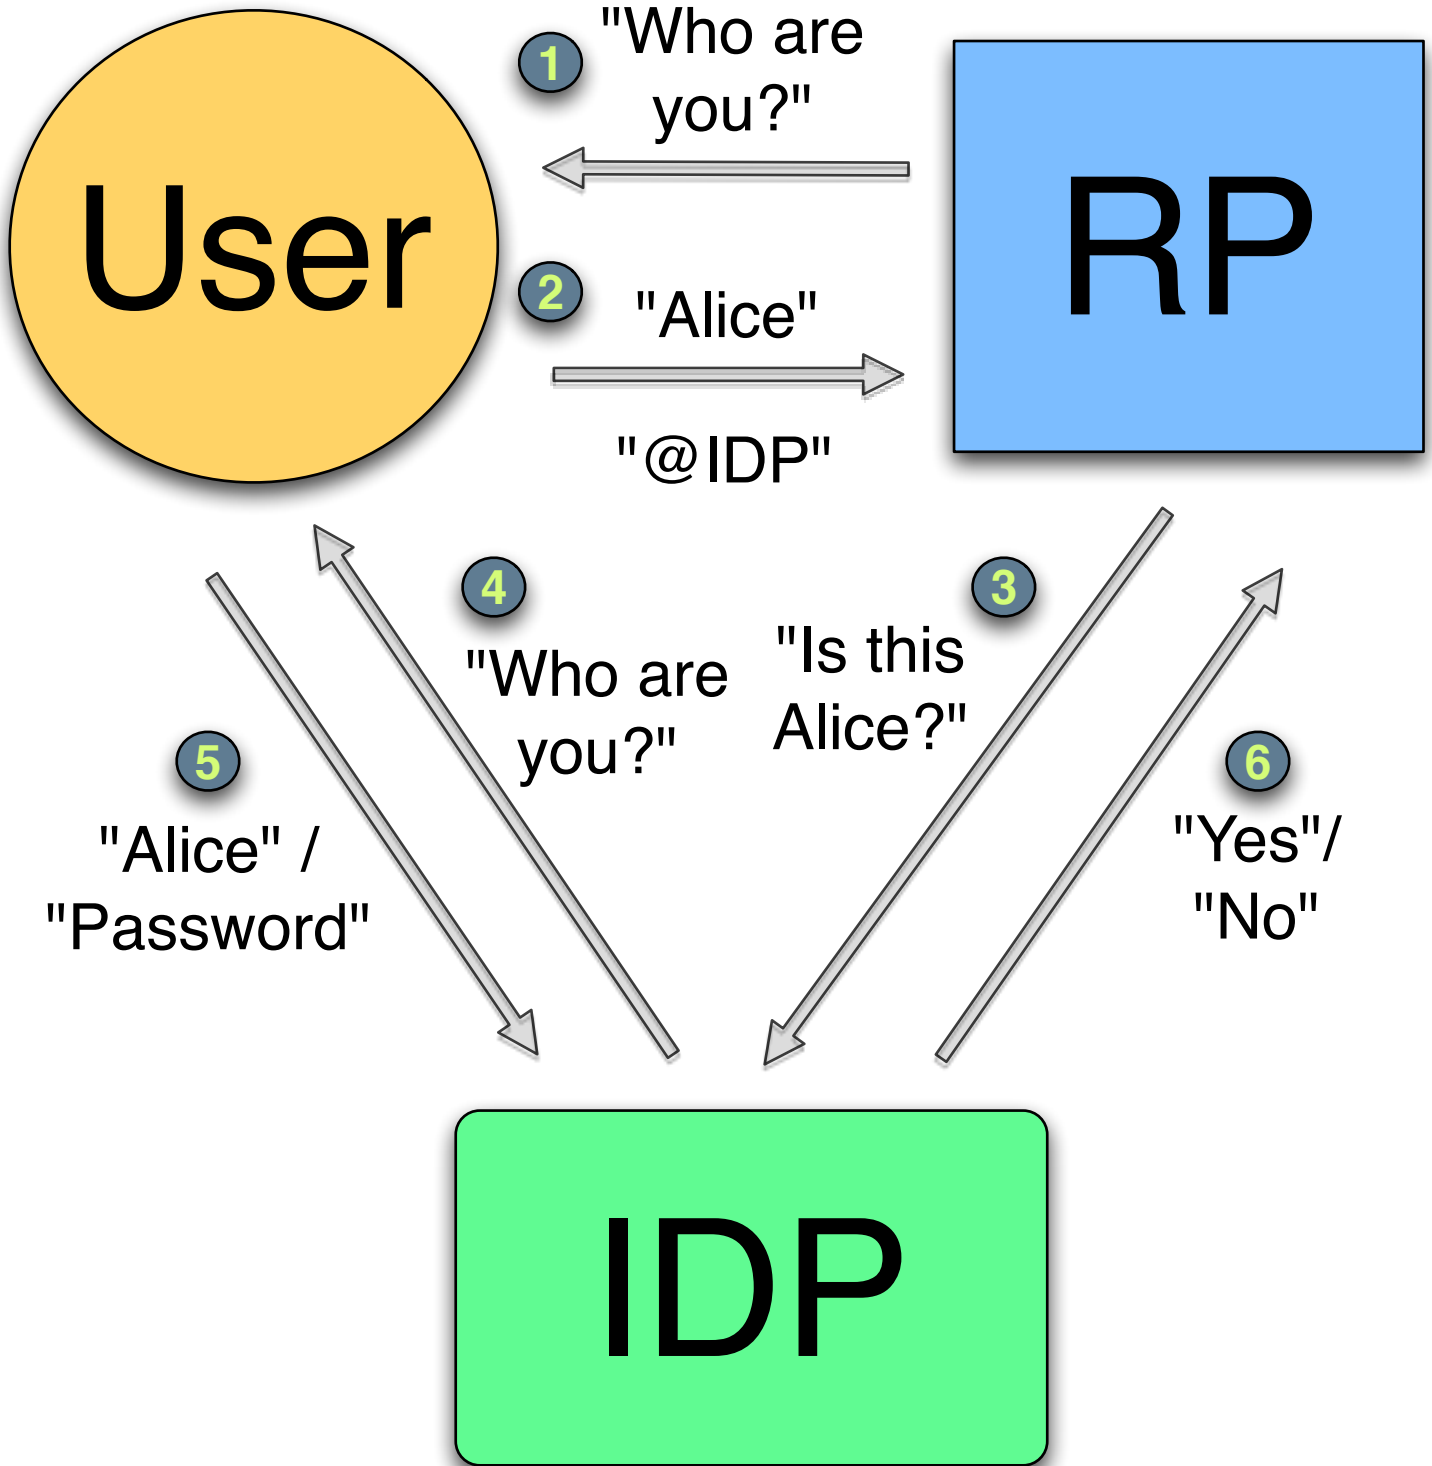 User
1
"Who are
you?"
RP
2
"Alice"
"@IDP"
3
"Is this
Alice?"
4
"Who are
you?"
5
"Alice" /
"Password"
6
"Yes"/
"No"
IDP